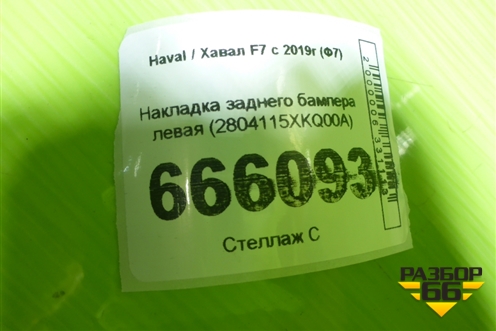 Haval / Хавал F7 с 2019г (Ф7)
Накладка заднего бампера
левая (2804115XKQ00A)
666093
Стеллаж С
РАЗБОР
66